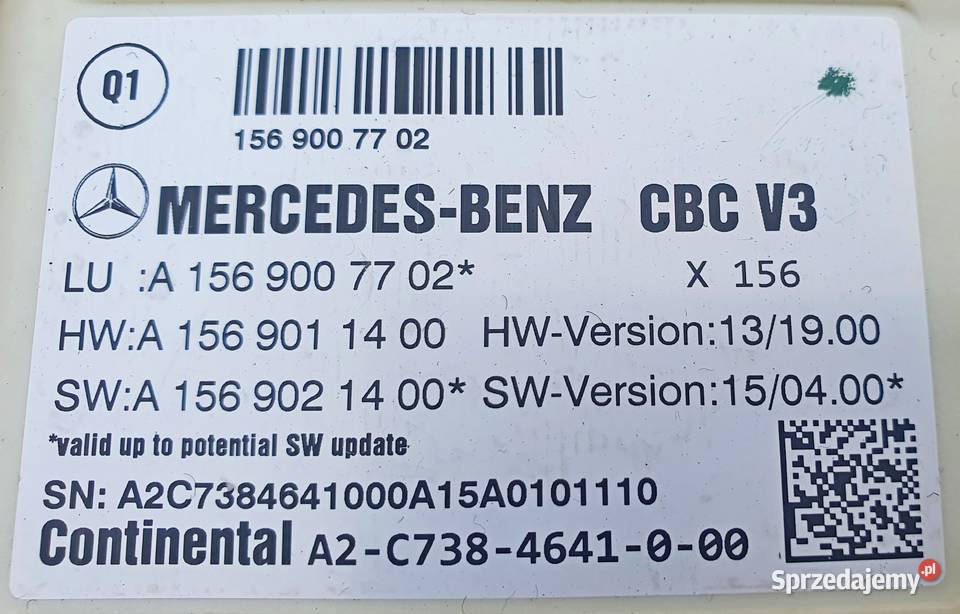 Q1
156 900 77 02
MERCEDES-BENZ CBC V3
LU :A 156 900 77 02* X 156
HW:A 156 901 14 00 HW-Version:13/19.00
SW:A 156 902 14 00* SW-Version:15/04.00*
*valid up to potential SW update
SN: A2C7384641000A15A0101110
Continental A2-C738-4641-0-00
Sprzedajemy.pl